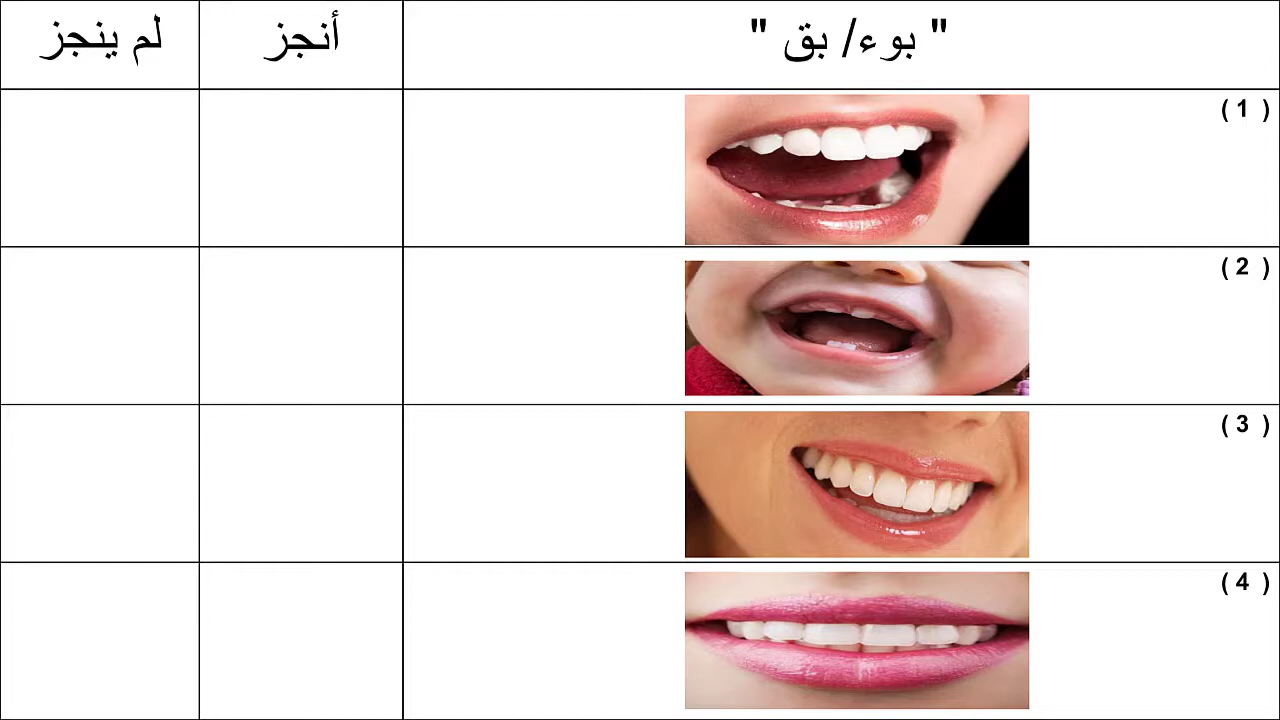 " بوء/ بق " أنجز لم ينجز
( 1 )
( 2 )
( 3 )
( 4 )